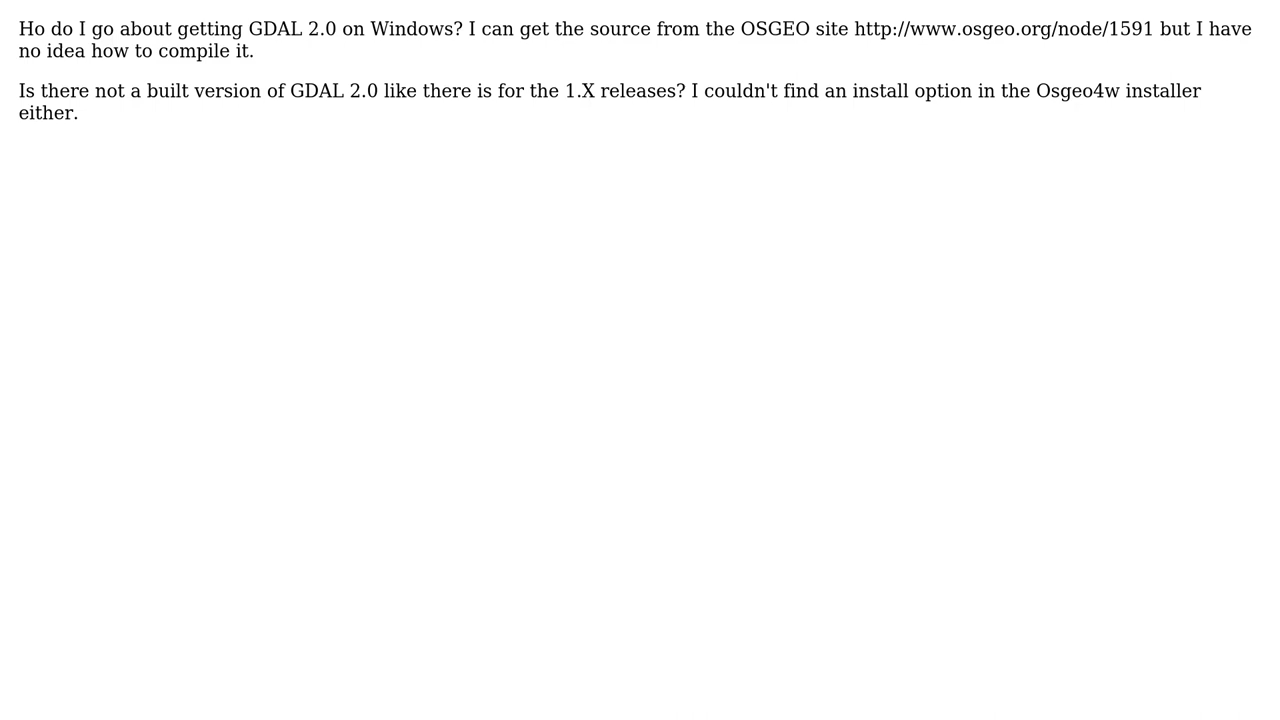 Ho do I go about getting GDAL 2.0 on Windows? I can get the source from the OSGEO site http://www.osgeo.org/node/1591 but I have
no idea how to compile it.
Is there not a built version of GDAL 2.0 like there is for the 1.X releases? I couldn't find an install option in the Osgeo4w installer
either.